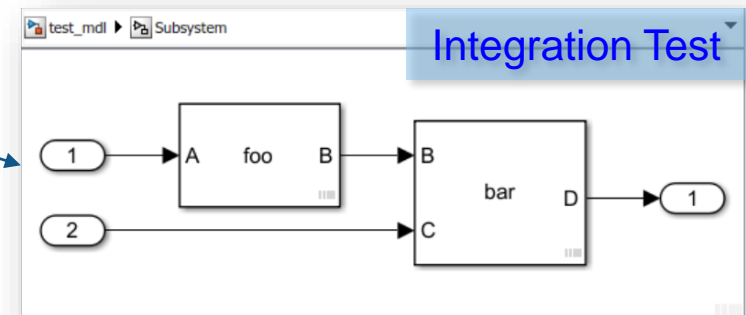 test_mdl Subsystem
Integration Test
1 A foo B B
bar D 1
2 C